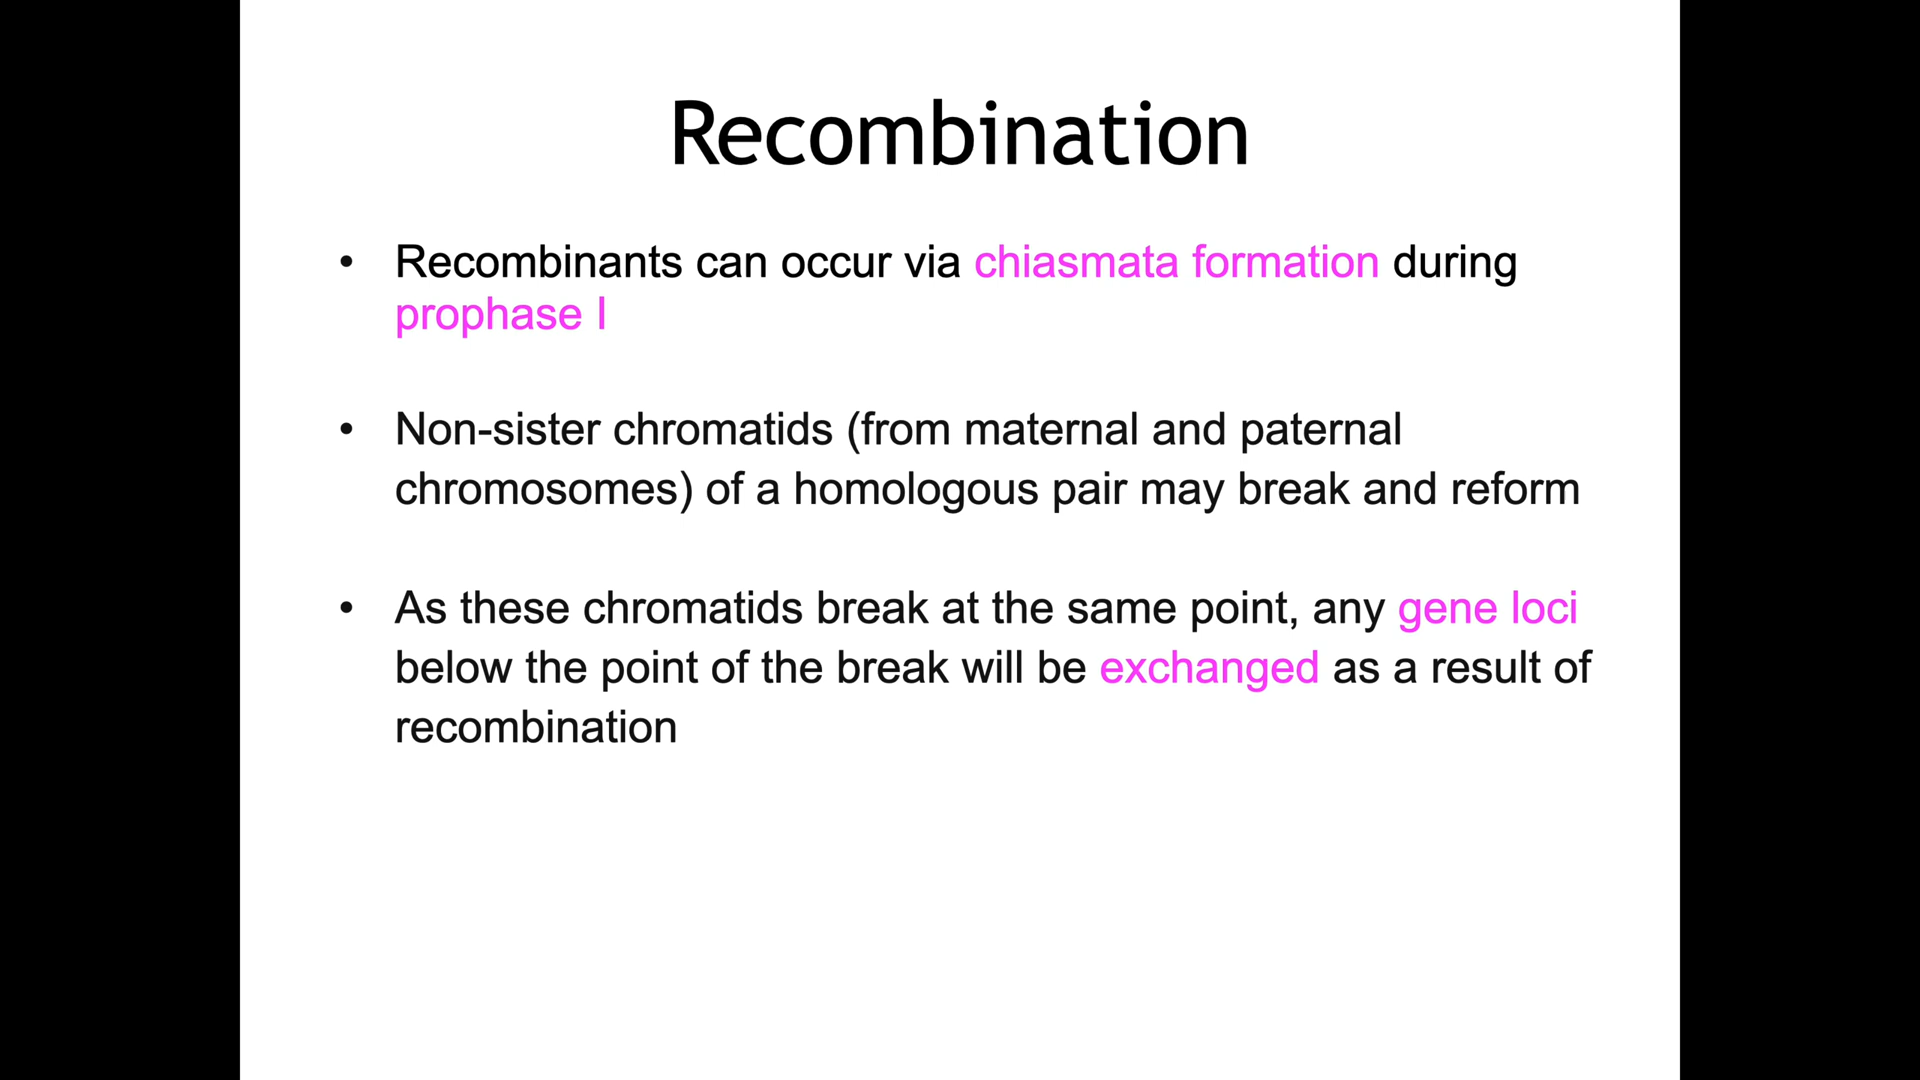 Recombination
• Recombinants can occur via chiasmata formation during
prophase I
• Non-sister chromatids (from maternal and paternal
chromosomes) of a homologous pair may break and reform
• As these chromatids break at the same point, any gene loci
below the point of the break will be exchanged as a result of
recombination